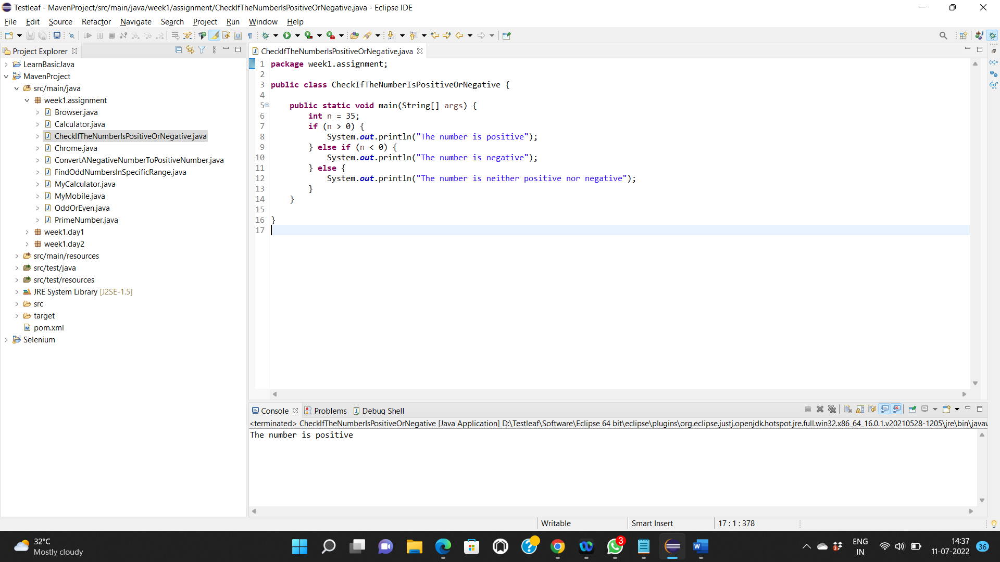 Testleaf - MavenProject/src/main/java/week1/assignment/CheckIfTheNumberIsPositiveOrNegative.java - Eclipse IDE
File Edit Source Refactor Navigate Search Project Run Window Help
Project Explorer
LearnBasicJava
MavenProject
src/main/java
week1.assignment
Browser.java
Calculator.java
CheckIfTheNumberIsPositiveOrNegative.java
Chrome.java
ConvertANegativeNumberToPositiveNumber.java
FindOddNumbersInSpecificRange.java
MyCalculator.java
MyMobile.java
OddOrEven.java
PrimeNumber.java
week1.day1
week1.day2
src/main/resources
src/test/java
src/test/resources
JRE System Library [J2SE-1.5]
src
target
pom.xml
Selenium
CheckIfTheNumberIsPositiveOrNegative.java
1 package week1.assignment;
2
3 public class CheckIfTheNumberIsPositiveOrNegative {
4
5 public static void main(String[] args) {
6 int n = 35;
7 if (n > 0) {
8 System.out.println("The number is positive");
9 } else if (n < 0) {
10 System.out.println("The number is negative");
11 } else {
12 System.out.println("The number is neither positive nor negative");
13 }
14 }
15
16 }
17
Console Problems Debug Shell
<terminated> CheckIfTheNumberIsPositiveOrNegative [Java Application] D:\Testleaf\Software\Eclipse 64 bit\eclipse\plugins\org.eclipse.justj.openjdk.hotspot.jre.full.win32.x86_64_16.0.1.v20210528-1205\jre\bin\javav
The number is positive
Writable Smart Insert 17 : 1 : 378
32°C
Mostly cloudy
3
3
ENG
IN
14:37
11-07-2022
36